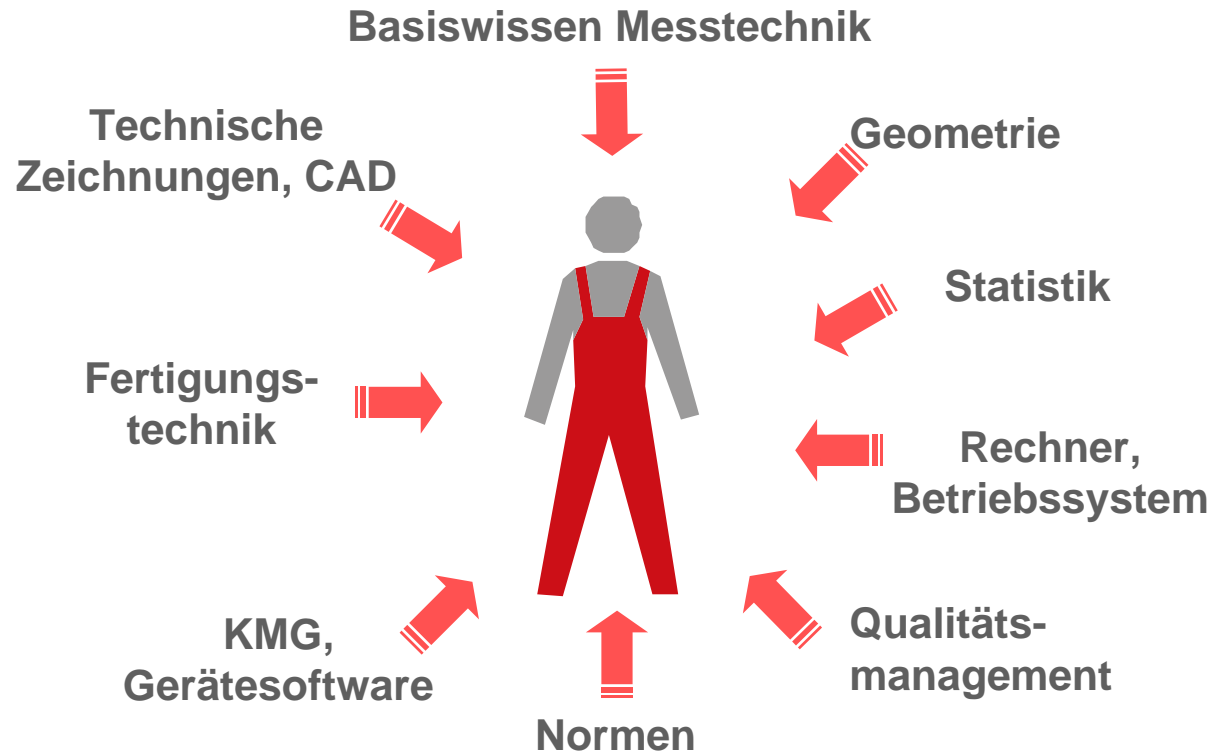 Basiswissen Messtechnik
Technische
Zeichnungen, CAD
Geometrie
Statistik
Fertigungs-
technik
Rechner,
Betriebssystem
KMG,
Gerätesoftware
Qualitäts-
management
Normen